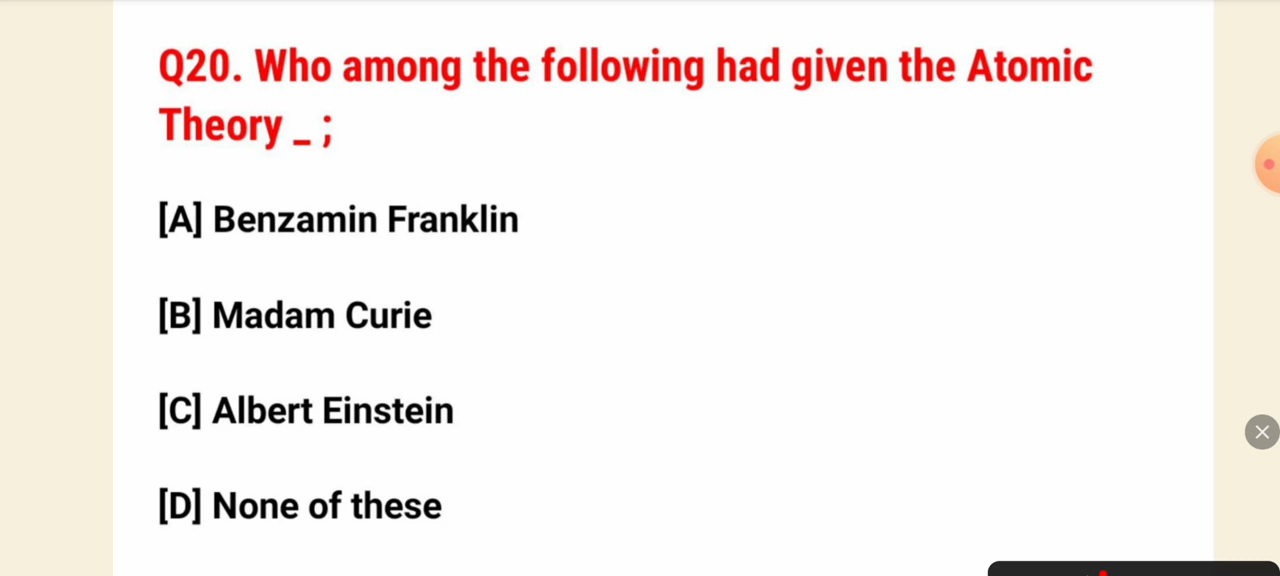 Q20. Who among the following had given the Atomic
Theory _ ;
[A] Benzamin Franklin
[B] Madam Curie
[C] Albert Einstein
[D] None of these